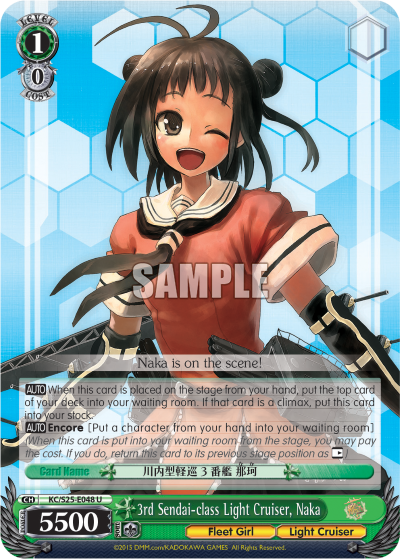 LEVEL
1
0
COST
SAMPLE
Naka is on the scene!
AUTO When this card is placed on the stage from your hand, put the top card
of your deck into your waiting room. If that card is a climax, put this card
into your stock.
AUTO Encore [Put a character from your hand into your waiting room]
(When this card is put into your waiting room from the stage, you may pay
the cost. If you do, return this card to its previous stage position as )
Card Name
川内型軽巡3番艦 那珂
CH KC/S25-E048 U
3rd Sendai-class Light Cruiser, Naka
POWER
5500
SOUL
Fleet Girl
Light Cruiser
©2015 DMM.com/KADOKAWA GAMES All Rights Reserved.